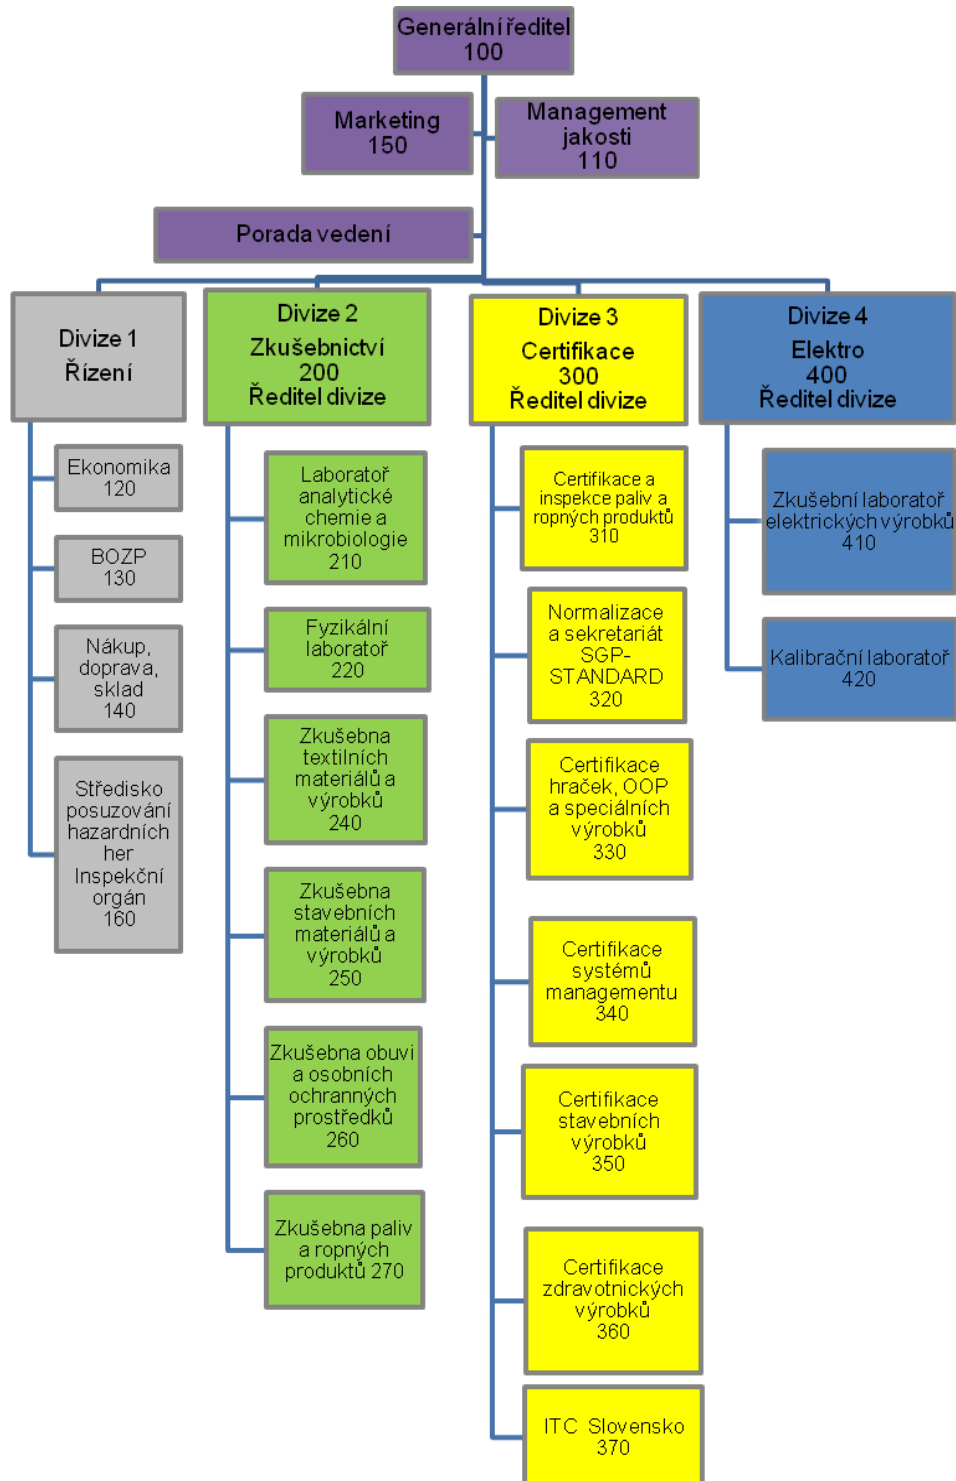 Generální ředitel
100
Marketing
150
Management
jakosti
110
Porada vedení
Divize 1
Řízení
Ekonomika
120
BOZP
130
Nákup,
doprava,
sklad
140
Středisko
posuzování
hazardních
her
Inspekční
orgán
160
Divize 2
Zkušebnictví
200
Ředitel divize
Laboratoř
analytické
chemie a
mikrobiologie
210
Fyzikální
laboratoř
220
Zkušebna
textilních
materiálů a
výrobků
240
Zkušebna
stavebních
materiálů a
výrobků
250
Zkušebna obuvi
a osobních
ochranných
prostředků
260
Zkušebna paliv
a ropných
produktů 270
Divize 3
Certifikace
300
Ředitel divize
Certifikace a
inspekce paliv a
ropných produktů
310
Normalizace
a sekretariát
SGP-
STANDARD
320
Certifikace
hraček, OOP
a speciálních
výrobků
330
Certifikace
systémů
managementu
340
Certifikace
stavebních
výrobků
350
Certifikace
zdravotnických
výrobků
360
ITC Slovensko
370
Divize 4
Elektro
400
Ředitel divize
Zkušební laboratoř
elektrických výrobků
410
Kalibrační laboratoř
420